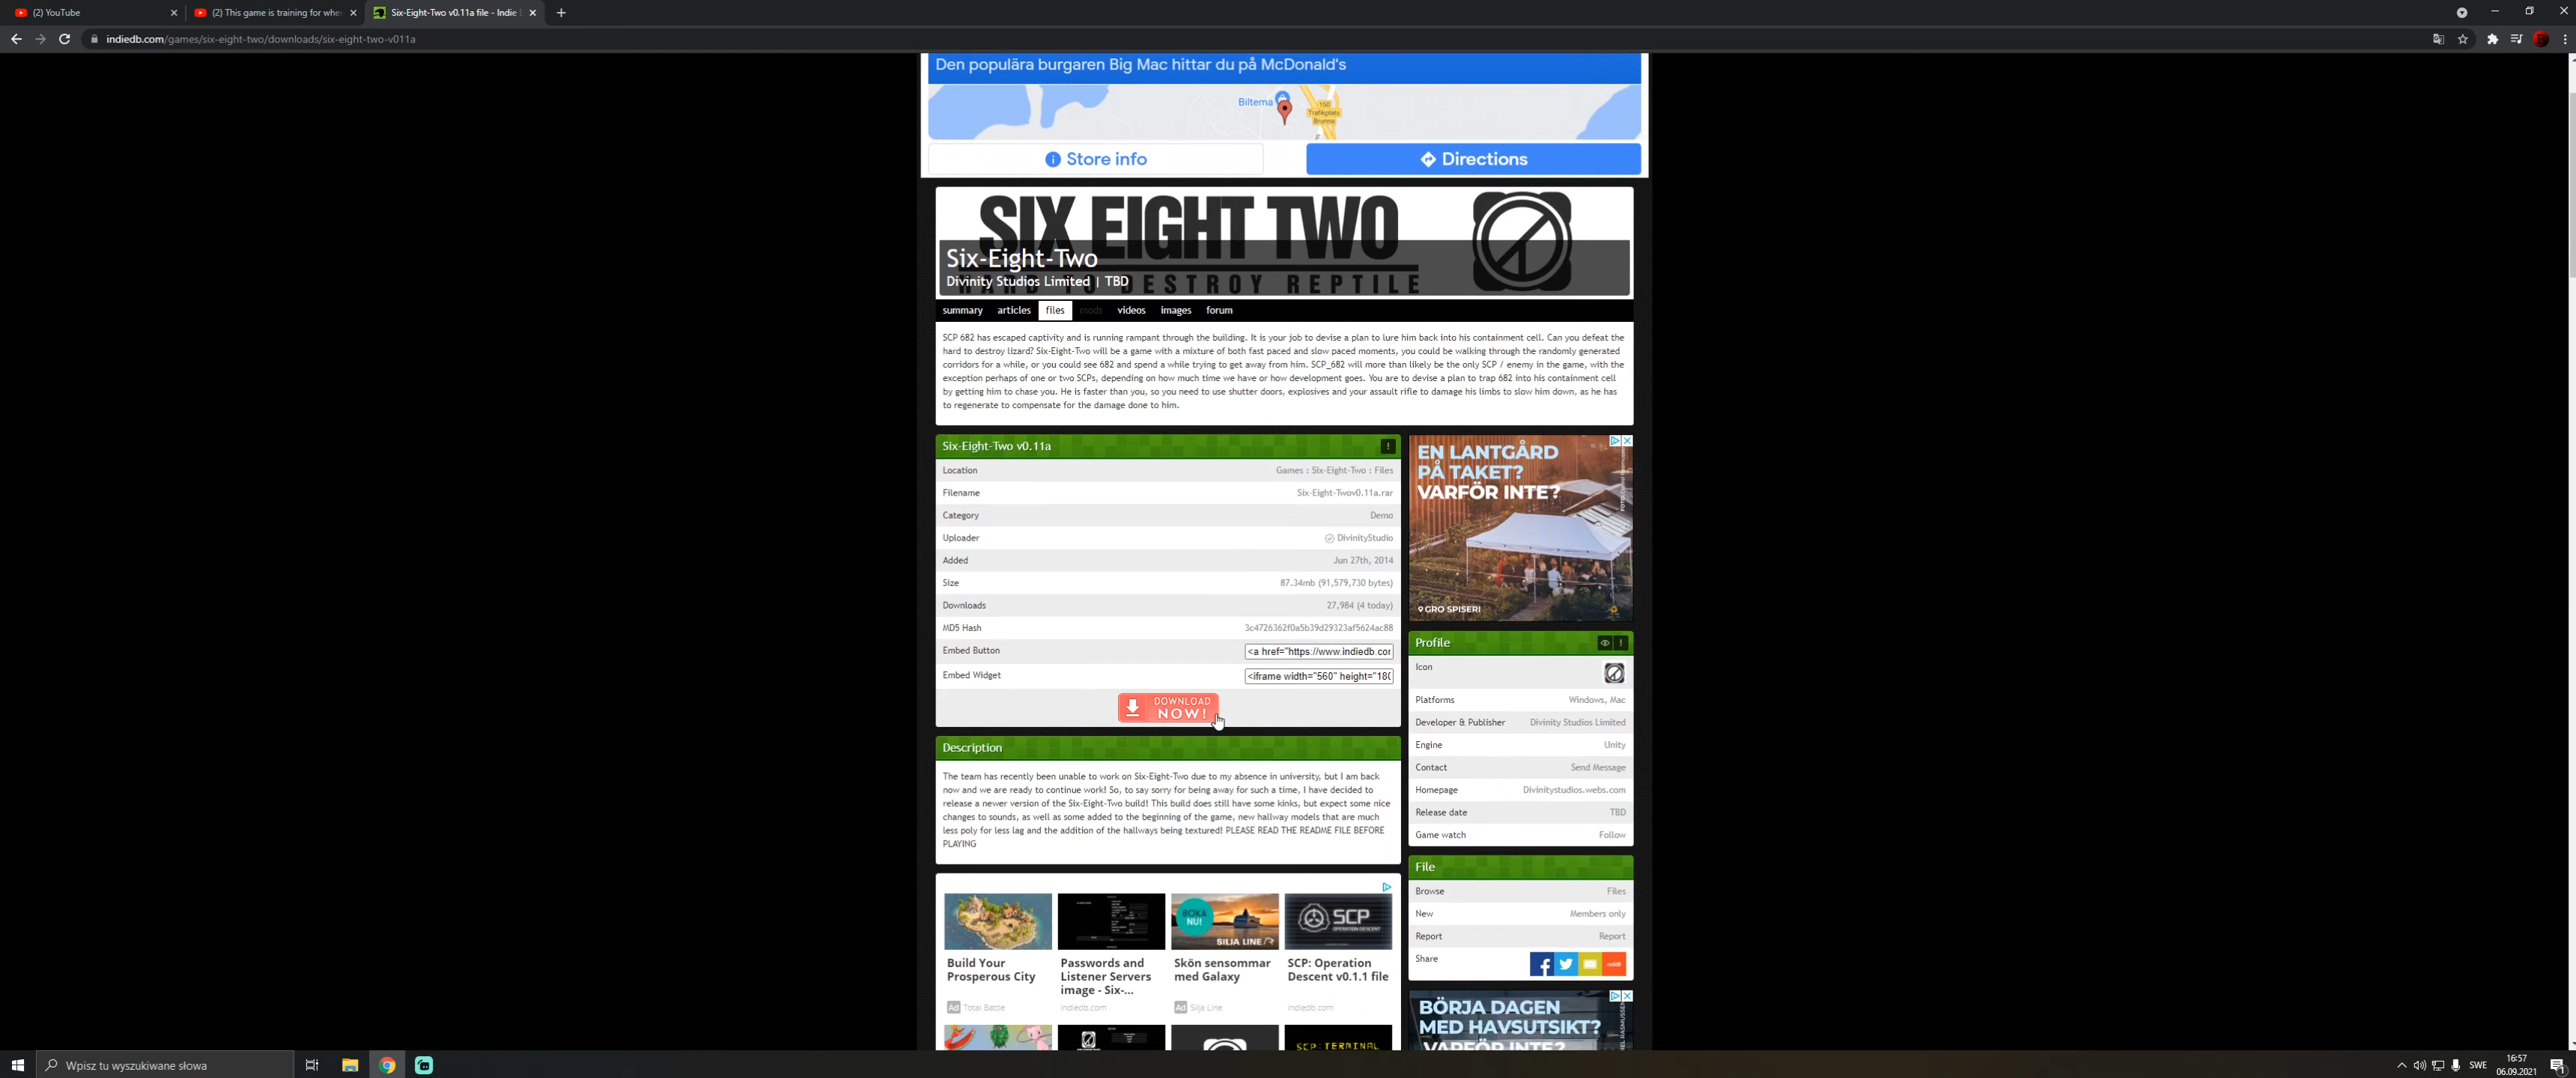 (2) YouTube
(2) This game is training for when
Six-Eight-Two v0.11a file - Indie
indiedb.com/games/six-eight-two/downloads/six-eight-two-v011a
Den populära burgaren Big Mac hittar du på McDonald's
Biltema
150
Trafikplats
Brunna
Store info
Directions
SIX EIGHT TWO
HARD TO DESTROY REPTILE
Six-Eight-Two
Divinity Studios Limited | TBD
summary articles files mods videos images forum
SCP 682 has escaped captivity and is running rampant through the building. It is your job to devise a plan to lure him back into his containment cell. Can you defeat the
hard to destroy lizard? Six-Eight-Two will be a game with a mixture of both fast paced and slow paced moments, you could be walking through the randomly generated
corridors for a while, or you could see 682 and spend a while trying to get away from him. SCP_682 will more than likely be the only SCP / enemy in the game, with the
exception perhaps of one or two SCPs, depending on how much time we have or how development goes. You are to devise a plan to trap 682 into his containment cell
by getting him to chase you. He is faster than you, so you need to use shutter doors, explosives and your assault rifle to damage his limbs to slow him down, as he has
to regenerate to compensate for the damage done to him.
Six-Eight-Two v0.11a
Location Games : Six-Eight-Two : Files
Filename Six-Eight-Twov0.11a.rar
Category Demo
Uploader DivinityStudio
Added Jun 27th, 2014
Size 87.34mb (91,579,730 bytes)
Downloads 27,984 (4 today)
MD5 Hash 3c4726362f0a5b39d29323af5624ac88
Embed Button <a href="https://www.indiedb.cor
Embed Widget <iframe width="560" height="180
DOWNLOAD
NOW!
Description
The team has recently been unable to work on Six-Eight-Two due to my absence in university, but I am back
now and we are ready to continue work! So, to say sorry for being away for such a time, I have decided to
release a newer version of the Six-Eight-Two build! This build does still have some kinks, but expect some nice
changes to sounds, as well as some added to the beginning of the game, new hallway models that are much
less poly for less lag and the addition of the hallways being textured! PLEASE READ THE README FILE BEFORE
PLAYING
BOKA
NU!
SILJA LINE
SCP
OPERATION DESCENT
Build Your
Prosperous City
Ad Total Battle
Passwords and
Listener Servers
image - Six-...
indiedb.com
Skön sensommar
med Galaxy
Ad Silja Line
SCP: Operation
Descent v0.1.1 file
indiedb.com
SCP:TERMINAL
EN LANTGÅRD
PÅ TAKET?
VARFÖR INTE?
GRO SPISERI
Profile
Icon
Platforms Windows, Mac
Developer & Publisher Divinity Studios Limited
Engine Unity
Contact Send Message
Homepage Divinitystudios.webs.com
Release date TBD
Game watch Follow
File
Browse Files
New Members only
Report Report
Share
reddit
BÖRJA DAGEN
MED HAVSUTSIKT?
VARFÖR INTE?
Wpisz tu wyszukiwane słowa
SWE
16:57
06.09.2021